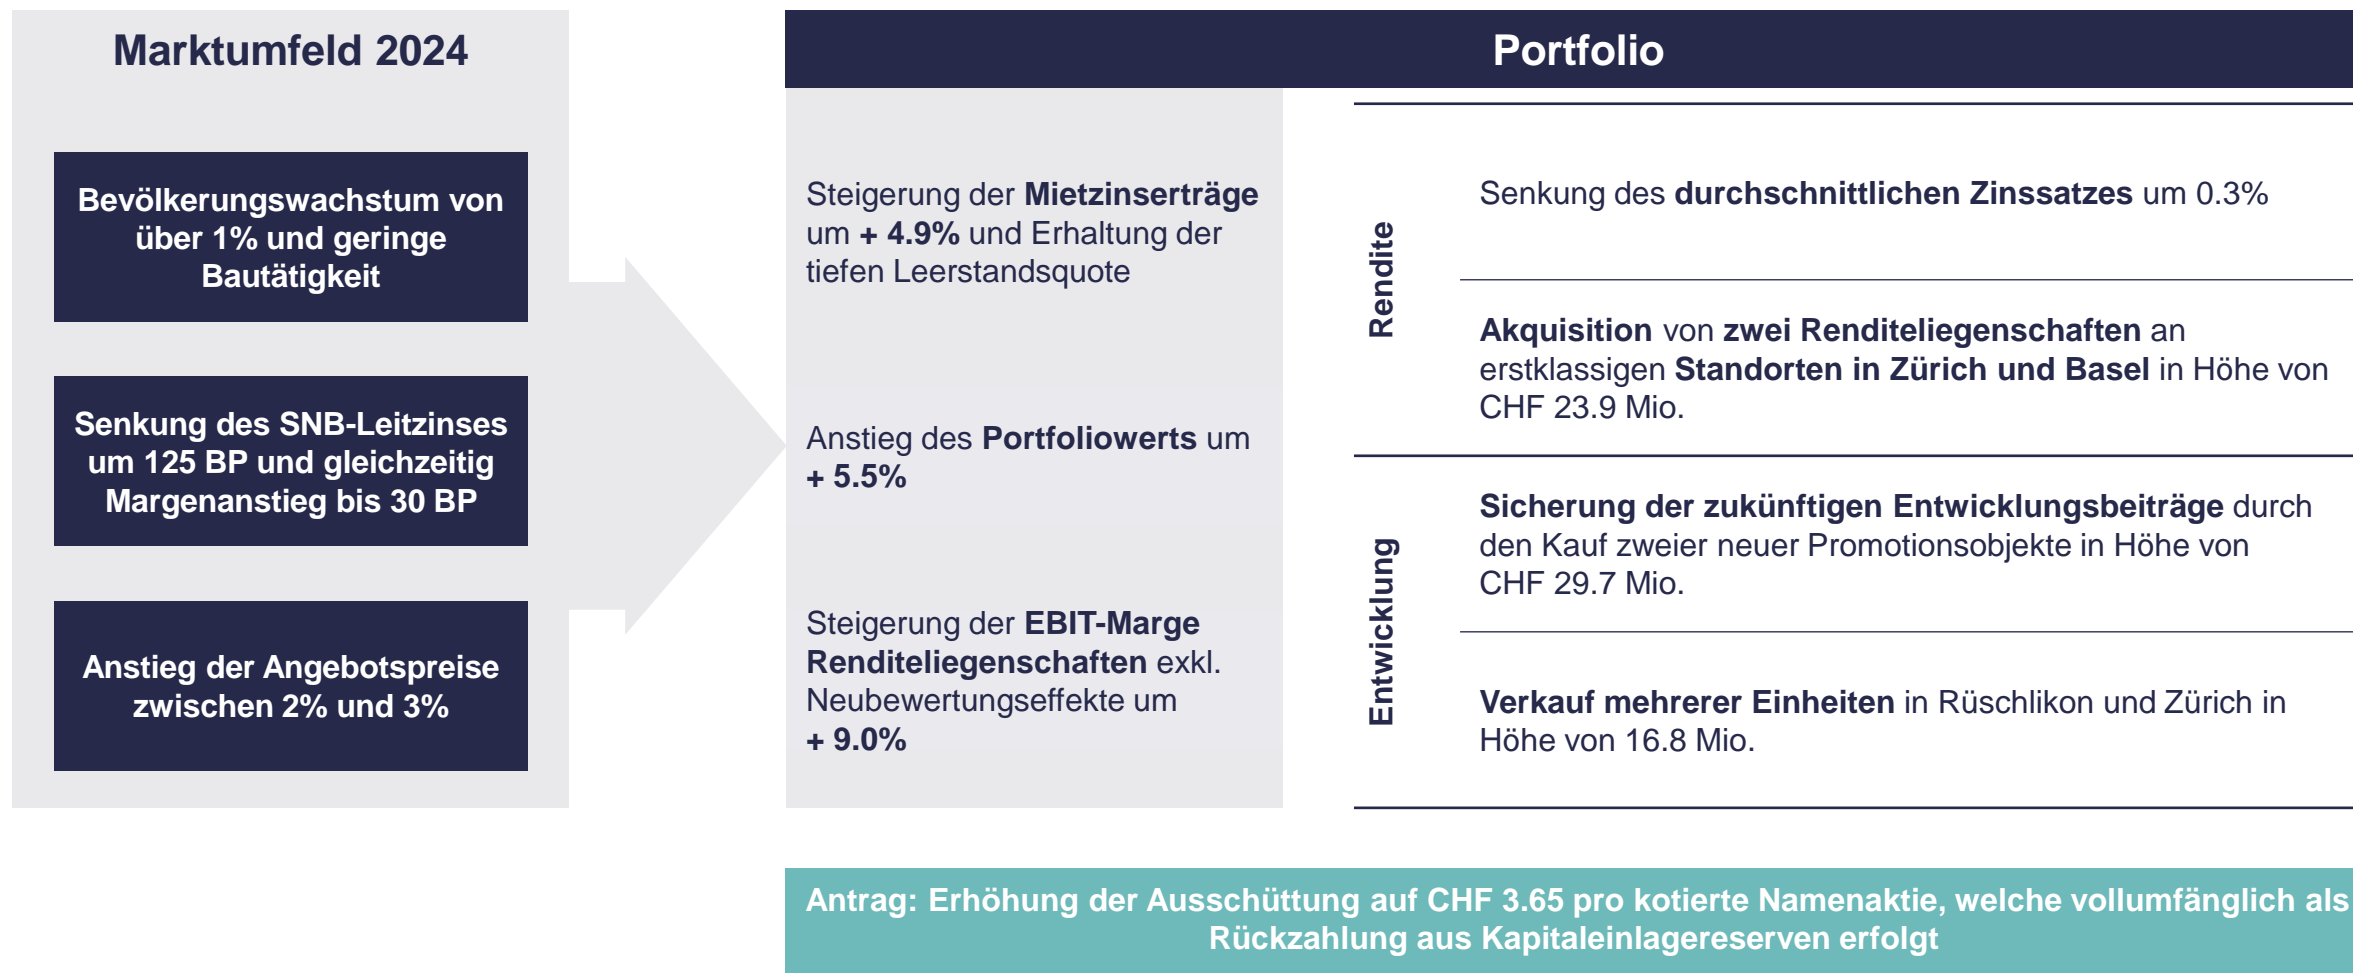 Marktumfeld 2024
Bevölkerungswachstum von
über 1% und geringe
Bautätigkeit
Senkung des SNB-Leitzinses
um 125 BP und gleichzeitig
Margenanstieg bis 30 BP
Anstieg der Angebotspreise
zwischen 2% und 3%
Portfolio
Steigerung der Mietzinserträge
um + 4.9% und Erhaltung der
tiefen Leerstandsquote
Anstieg des Portfoliowerts um
+ 5.5%
Steigerung der EBIT-Marge
Renditeliegenschaften exkl.
Neubewertungseffekte um
+ 9.0%
Rendite
Senkung des durchschnittlichen Zinssatzes um 0.3%
Akquisition von zwei Renditeliegenschaften an
erstklassigen Standorten in Zürich und Basel in Höhe von
CHF 23.9 Mio.
Entwicklung
Sicherung der zukünftigen Entwicklungsbeiträge durch
den Kauf zweier neuer Promotionsobjekte in Höhe von
CHF 29.7 Mio.
Verkauf mehrerer Einheiten in Rüschlikon und Zürich in
Höhe von 16.8 Mio.
Antrag: Erhöhung der Ausschüttung auf CHF 3.65 pro kotierte Namenaktie, welche vollumfänglich als
Rückzahlung aus Kapitaleinlagereserven erfolgt